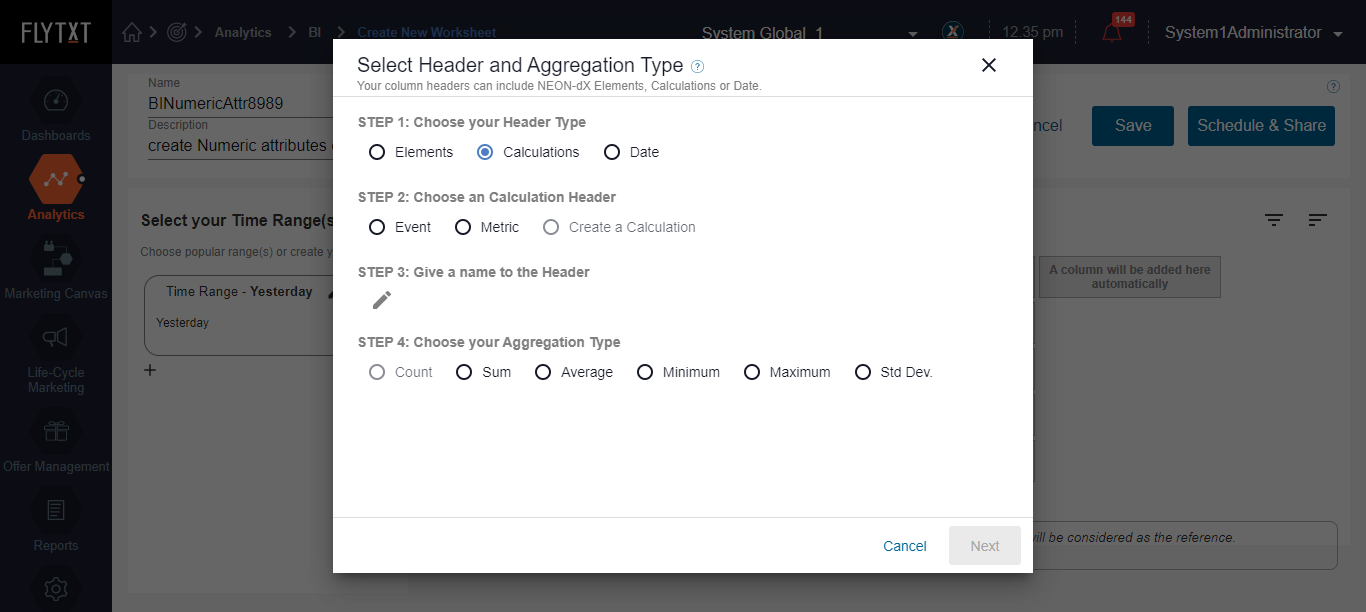 FLYTXT
Analytics
BI
Create New Worksheet
System Global_1
X
12.35 pm
144
System1Administrator
Dashboards
Analytics
Marketing Canvas
Life-Cycle
Marketing
Offer Management
Reports
Name
BINumericAttr8989
Description
create Numeric attributes
ncel
Save
Schedule & Share
?
Select your Time Range(s
Choose popular range(s) or create y
Time Range - Yesterday
Yesterday
+
A column will be added here
automatically
will be considered as the reference.
Select Header and Aggregation Type ?
Your column headers can include NEON-dX Elements, Calculations or Date.
STEP 1: Choose your Header Type
Elements Calculations Date
STEP 2: Choose an Calculation Header
Event Metric Create a Calculation
STEP 3: Give a name to the Header
STEP 4: Choose your Aggregation Type
Count Sum Average Minimum Maximum Std Dev.
Cancel Next